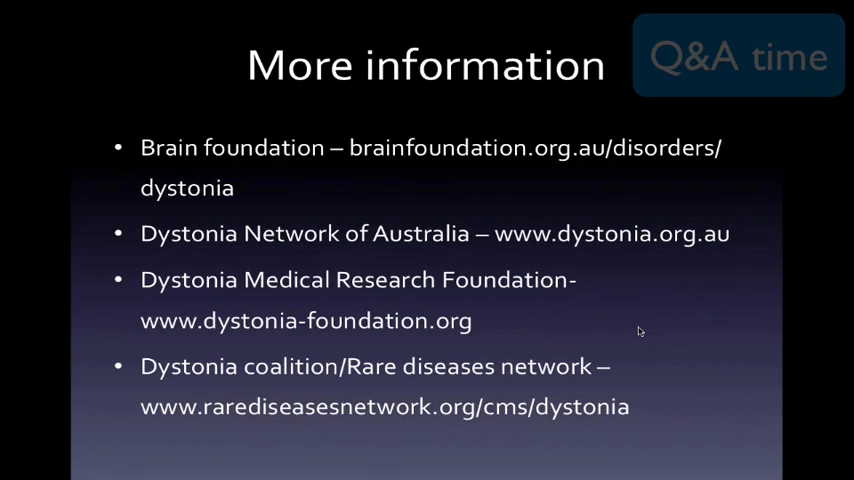 More information
Q&A time
• Brain foundation – brainfoundation.org.au/disorders/
dystonia
• Dystonia Network of Australia – www.dystonia.org.au
• Dystonia Medical Research Foundation-
www.dystonia-foundation.org
• Dystonia coalition/Rare diseases network –
www.rarediseasesnetwork.org/cms/dystonia